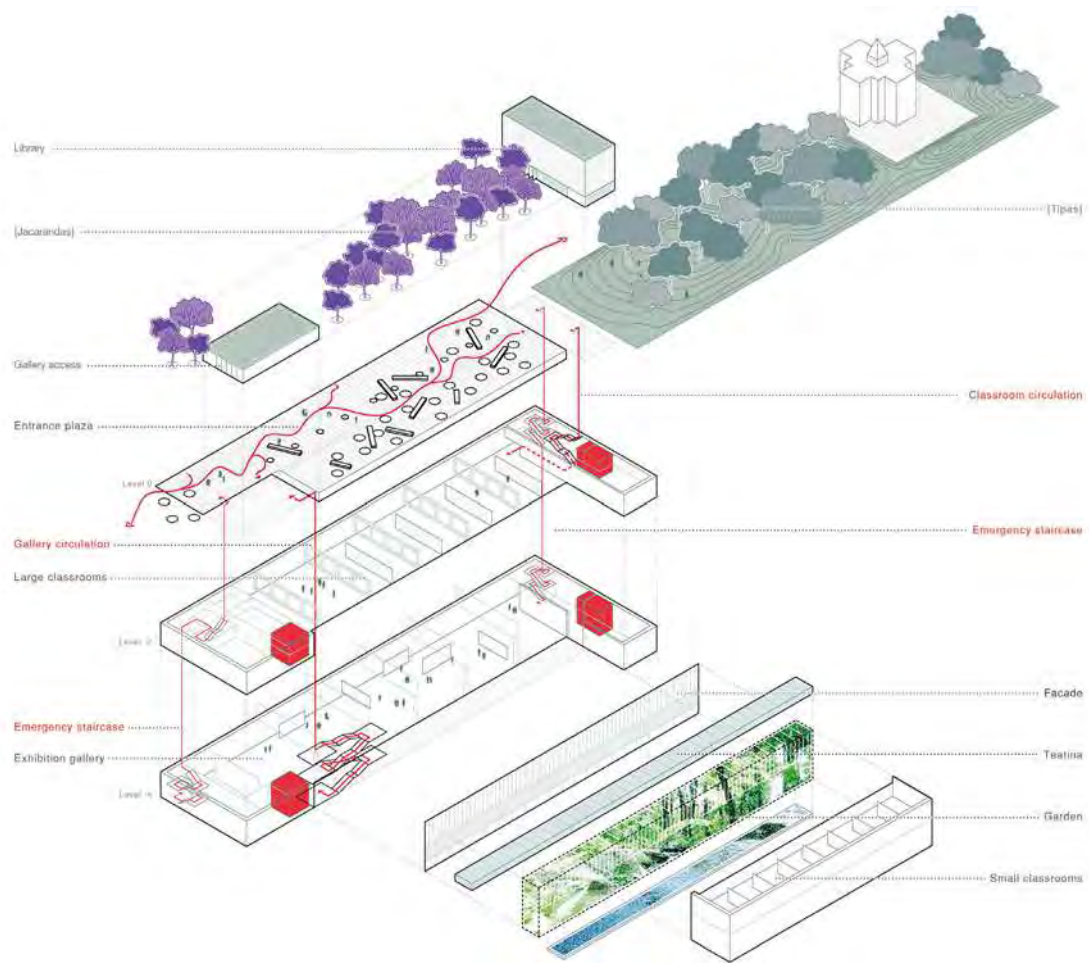 Library
(Jacarandas)
(Tipas)
Gallery access
Classroom circulation
Entrance plaza
Level 0
Gallery circulation
Emergency staircase
Large classrooms
Facade
Emergency staircase
Exhibition gallery
Teatina
Garden
Small classrooms